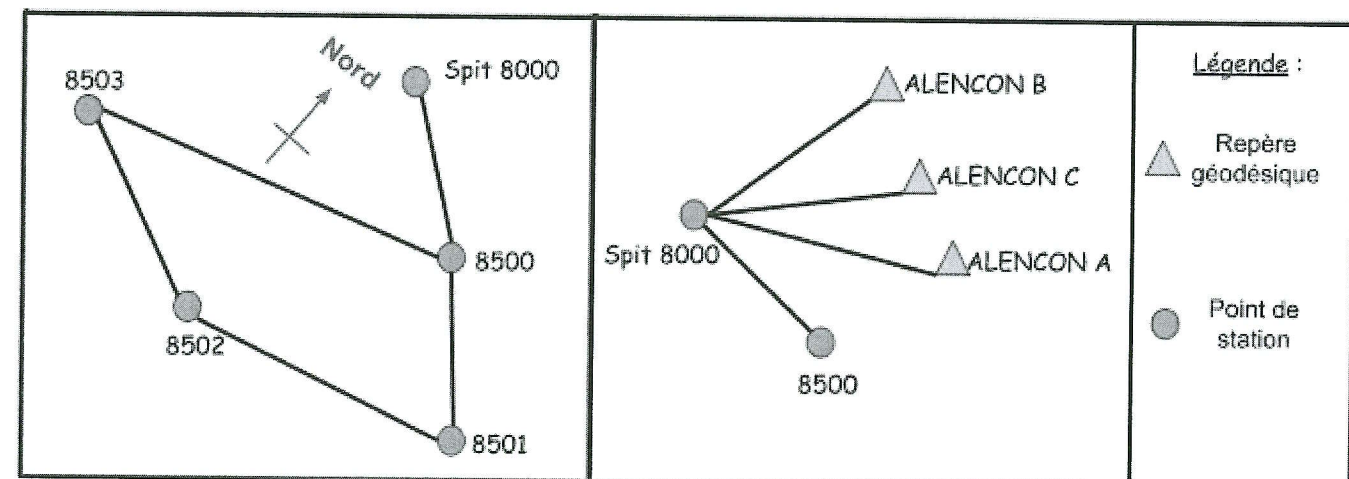 8503
Nord
Spit 8000
8500
8502
8501
ALENCON B
ALENCON C
Spit 8000
ALENCON A
8500
Légende :
Repère
géodésique
Point de
station